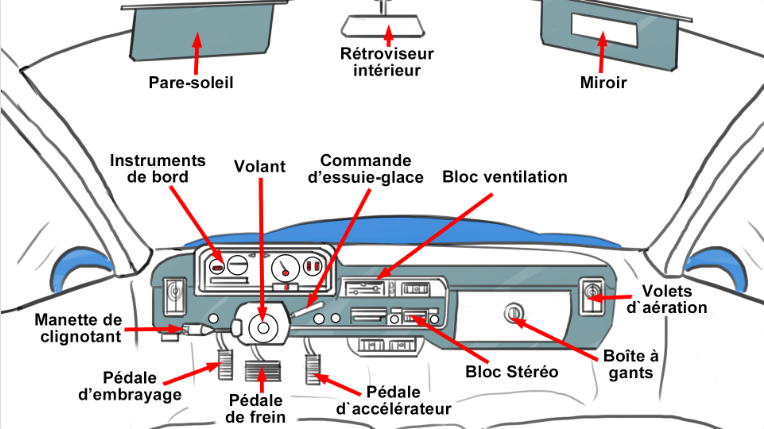 Rétroviseur
intérieur
Pare-soleil
Miroir
Instruments
de bord
Volant
Commande
d'essuie-glace
Bloc ventilation
Volets
d`aération
Manette de
clignotant
Boîte à
gants
Bloc Stéréo
Pédale
d'embrayage
Pédale
de frein
Pédale
d`accélérateur